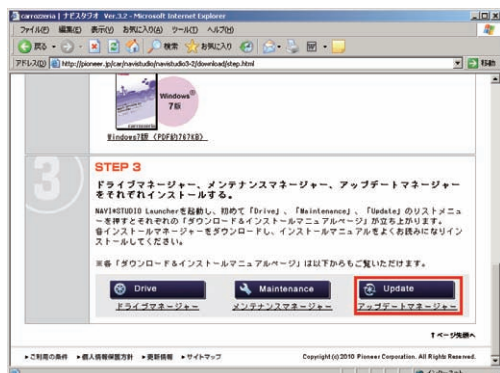 carrozzeria | ナビスタジオ Ver.3.2 - Microsoft Internet Explorer
ファイル(F) 編集(E) 表示(V) お気に入り(A) ツール(T) ヘルプ(H)
戻る 検索 お気に入り
アドレス(D) http://pioneer.jp/car/navistudio/navistudio3-2/download/step.html 移動
Windows®
7版
Windows7版 (PDF約767KB)
3
STEP 3
ドライブマネージャー、メンテナンスマネージャー、アップデートマネージャー
をそれぞれインストールする。
NAVI*STUDIO Launcherを起動し、初めて「Drive」、「Maintenence」、「Update」のリストメニュ
ーを押すとそれぞれの「ダウンロード&インストールマニュアルページ」が立ち上がります。
各インストールマネージャーをダウンロードし、インストールマニュアルをよくお読みになりイン
ストールしてください。
※各「ダウンロード&インストールマニュアルページ」は以下からもご覧いただけます。
Drive
Maintenance
Update
ドライブマネージャー
メンテナンスマネージャー
アップデートマネージャー
↑ページ先頭へ
▸ご利用の条件 ▸個人情報保護方針 ▸更新情報 ▸サイトマップ
Copyright (c)2010 Pioneer Corporation. All Rights Reserved.